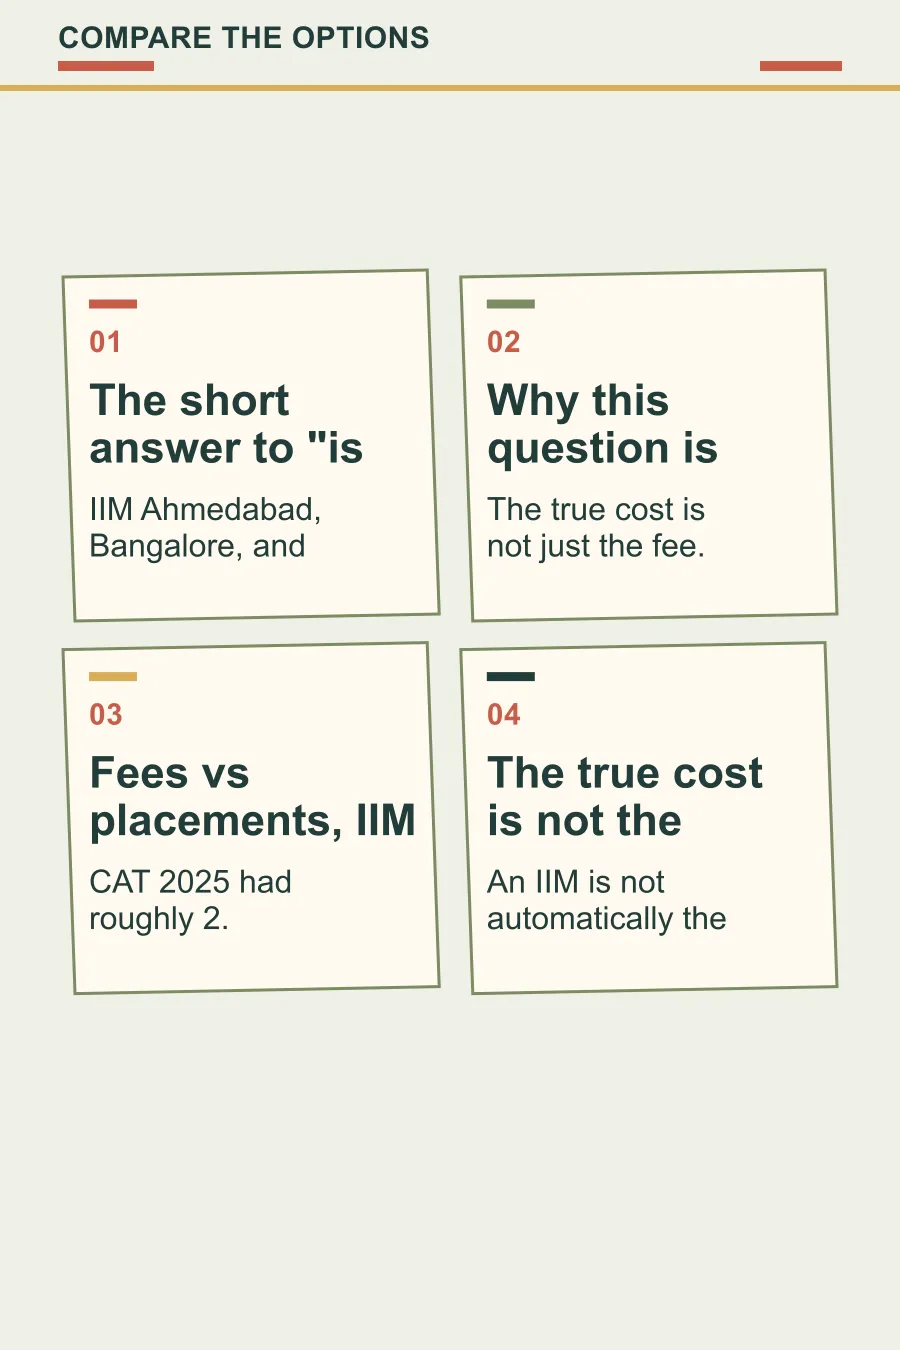 COMPARE THE OPTIONS
01
The short
answer to "is
IIM Ahmedabad,
Bangalore, and
02
Why this
question is
The true cost is
not just the fee.
03
Fees vs
placements, IIM
CAT 2025 had
roughly 2.
04
The true cost
is not the
An IIM is not
automatically the